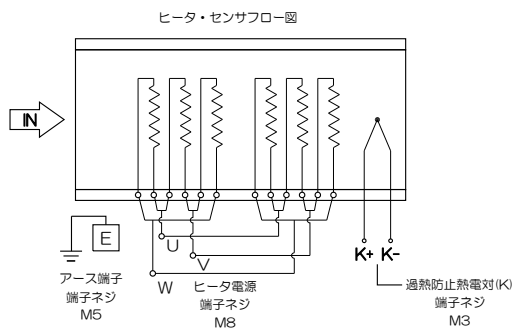 ヒータ・センサフロー図
IN
E
U
V
W
K+ K-
アース端子
端子ネジ
M5
ヒータ電源
端子ネジ
M8
過熱防止熱電対(K)
端子ネジ
M3